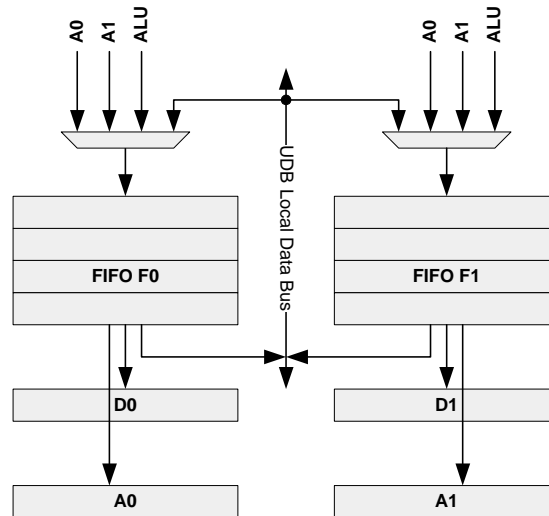 A0
A1
ALU
A0
A1
ALU
UDB Local Data Bus
FIFO F0
FIFO F1
D0
D1
A0
A1